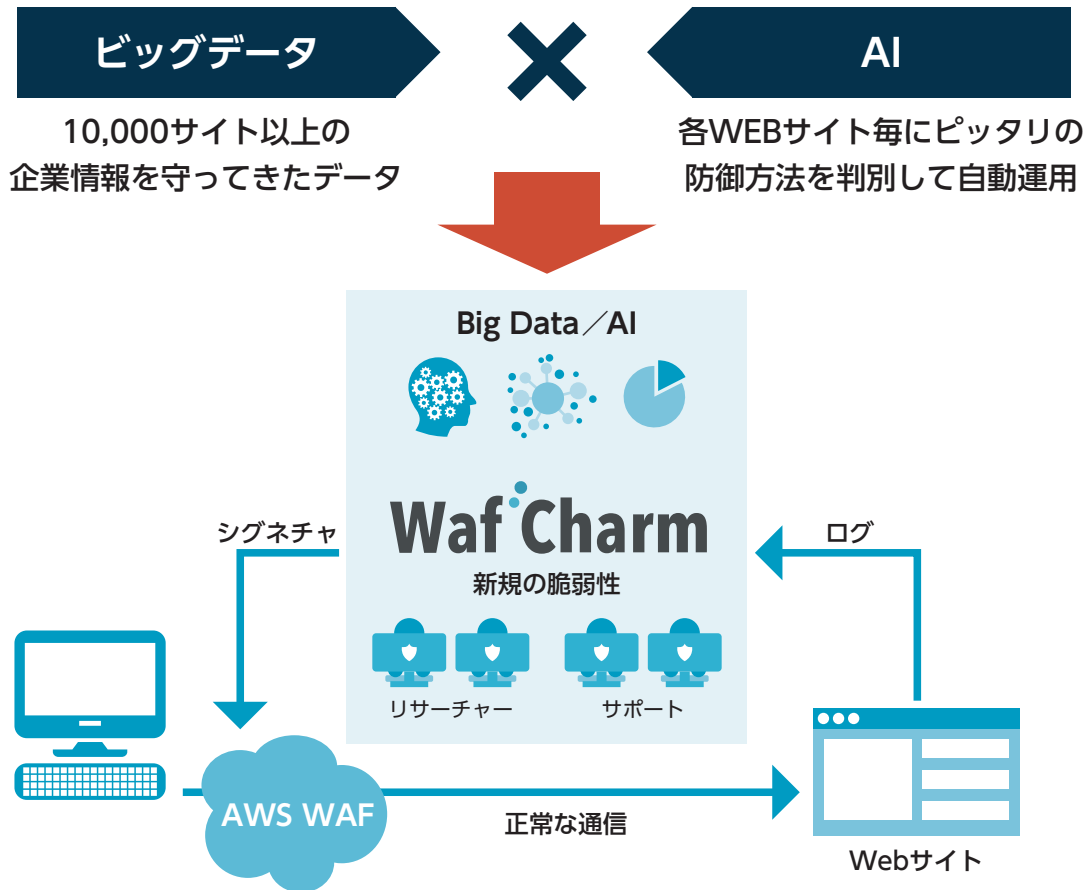 ビッグデータ
AI
10,000サイト以上の
企業情報を守ってきたデータ
各WEBサイト毎にピッタリの
防御方法を判別して自動運用
Big Data／AI
Waf Charm
シグネチャ
ログ
新規の脆弱性
リサーチャー
サポート
AWS WAF
正常な通信
Webサイト